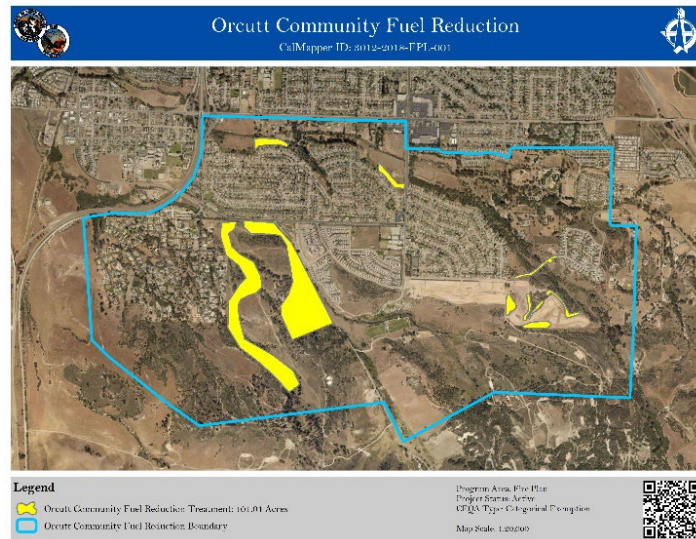 Orcutt Community Fuel Reduction
CalMapper ID: 3012-2018-FPL-001
Legend
Orcutt Community Fuel Reduction Treatment: 101.04 Acres
Orcutt Community Fuel Reduction Boundary
Program Area: Fire Plan
Project Status: Active
CEQA Type: Categorical Exemption
Map Scale: 1:20,000